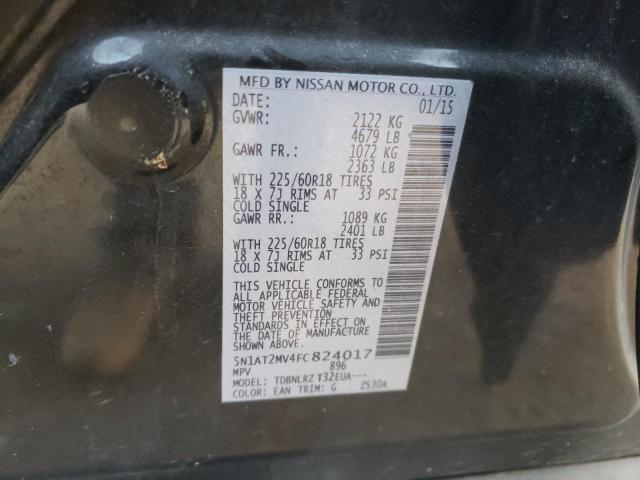 MFD BY NISSAN MOTOR CO., LTD.
DATE: 01/15
GVWR: 2122 KG
4679 LB
GAWR FR.: 1072 KG
2363 LB
WITH 225/60R18 TIRES
18 X 7J RIMS AT 33 PSI
COLD SINGLE
GAWR RR.: 1089 KG
2401 LB
WITH 225/60R18 TIRES
18 X 7J RIMS AT 33 PSI
COLD SINGLE
THIS VEHICLE CONFORMS TO
ALL APPLICABLE FEDERAL
MOTOR VEHICLE SAFETY AND
THEFT PREVENTION
STANDARDS IN EFFECT ON
THE DATE OF MANUFACTURE
SHOWN ABOVE.
5N1AT2MV4FC824017
MPV 896
MODEL: TDBNLRZ T32EUA---
COLOR: EAN TRIM: G ZS30A